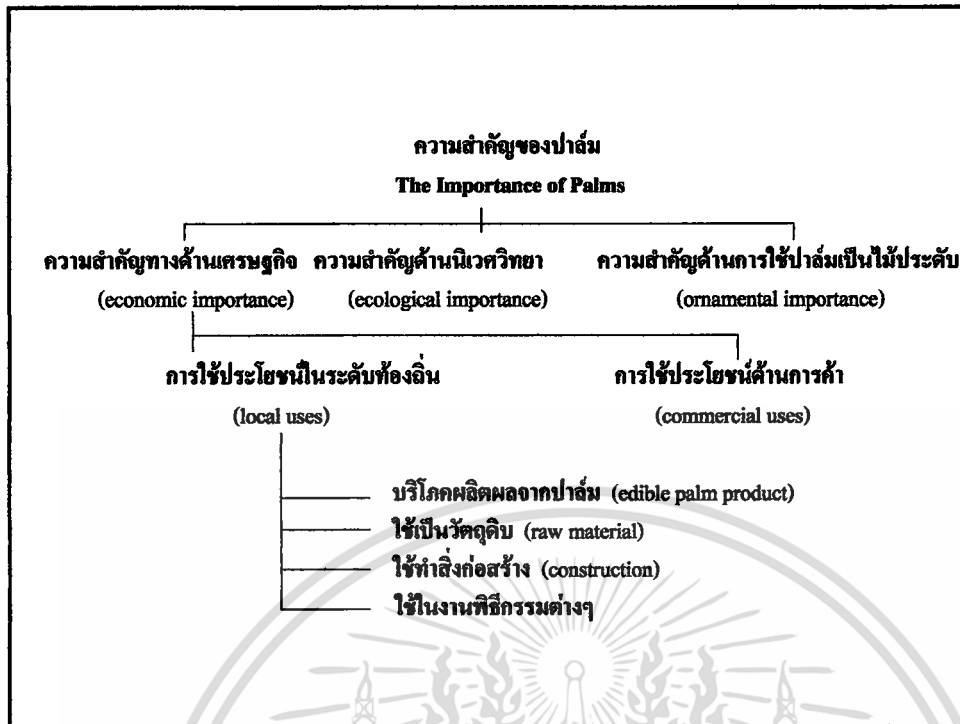 ความสำคัญของปาล์ม
The Importance of Palms
ความสำคัญทางด้านเศรษฐกิจ ความสำคัญด้านนิเวศวิทยา ความสำคัญด้านการใช้ปาล์มเป็นไม้ประดับ
(economic importance) (ecological importance) (ornamental importance)
การใช้ประโยชน์ในระดับท้องถิ่น การใช้ประโยชน์ด้านการค้า
(local uses) (commercial uses)
บริโภคผลิตผลจากปาล์ม (edible palm product)
ใช้เป็นวัตถุดิบ (raw material)
ใช้ทำสิ่งก่อสร้าง (construction)
ใช้ในงานพิธีกรรมต่างๆ